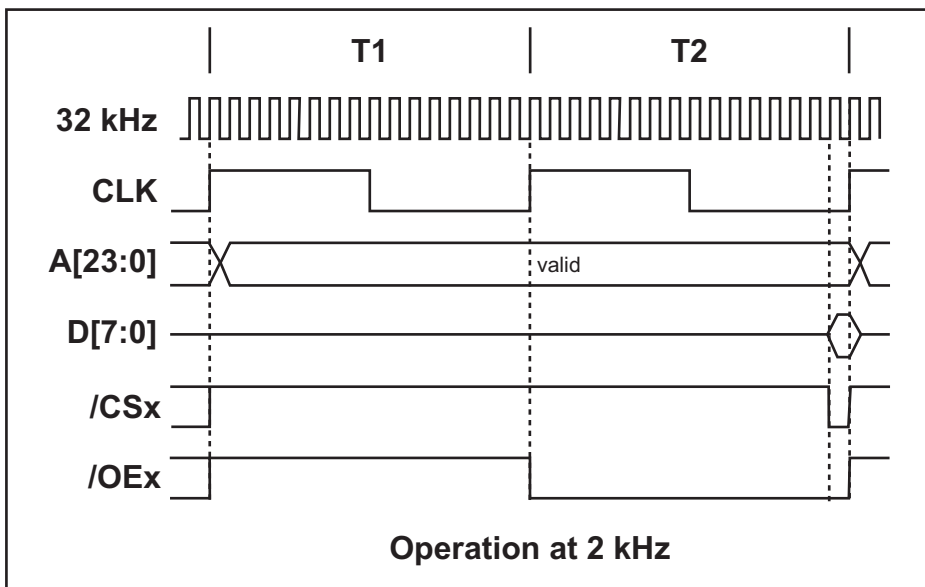 T1 T2
32 kHz
CLK
A[23:0] valid
D[7:0]
/CSx
/OEx
Operation at 2 kHz